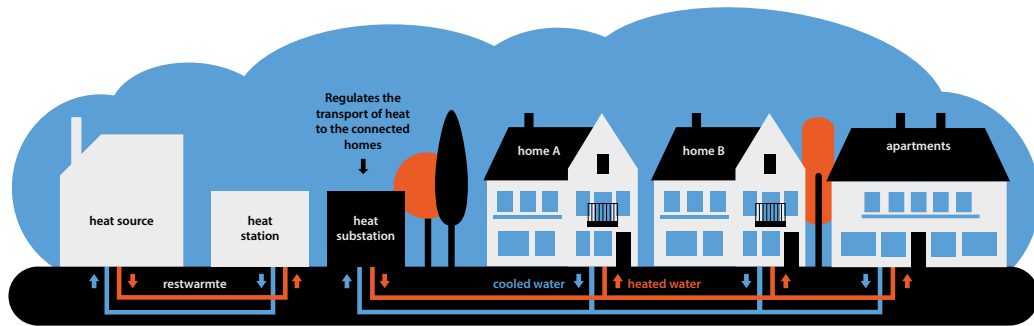 Regulates the
transport of heat
to the connected
homes
home A
home B
apartments
heat source
heat
station
heat
substation
restwarmte
cooled water
heated water